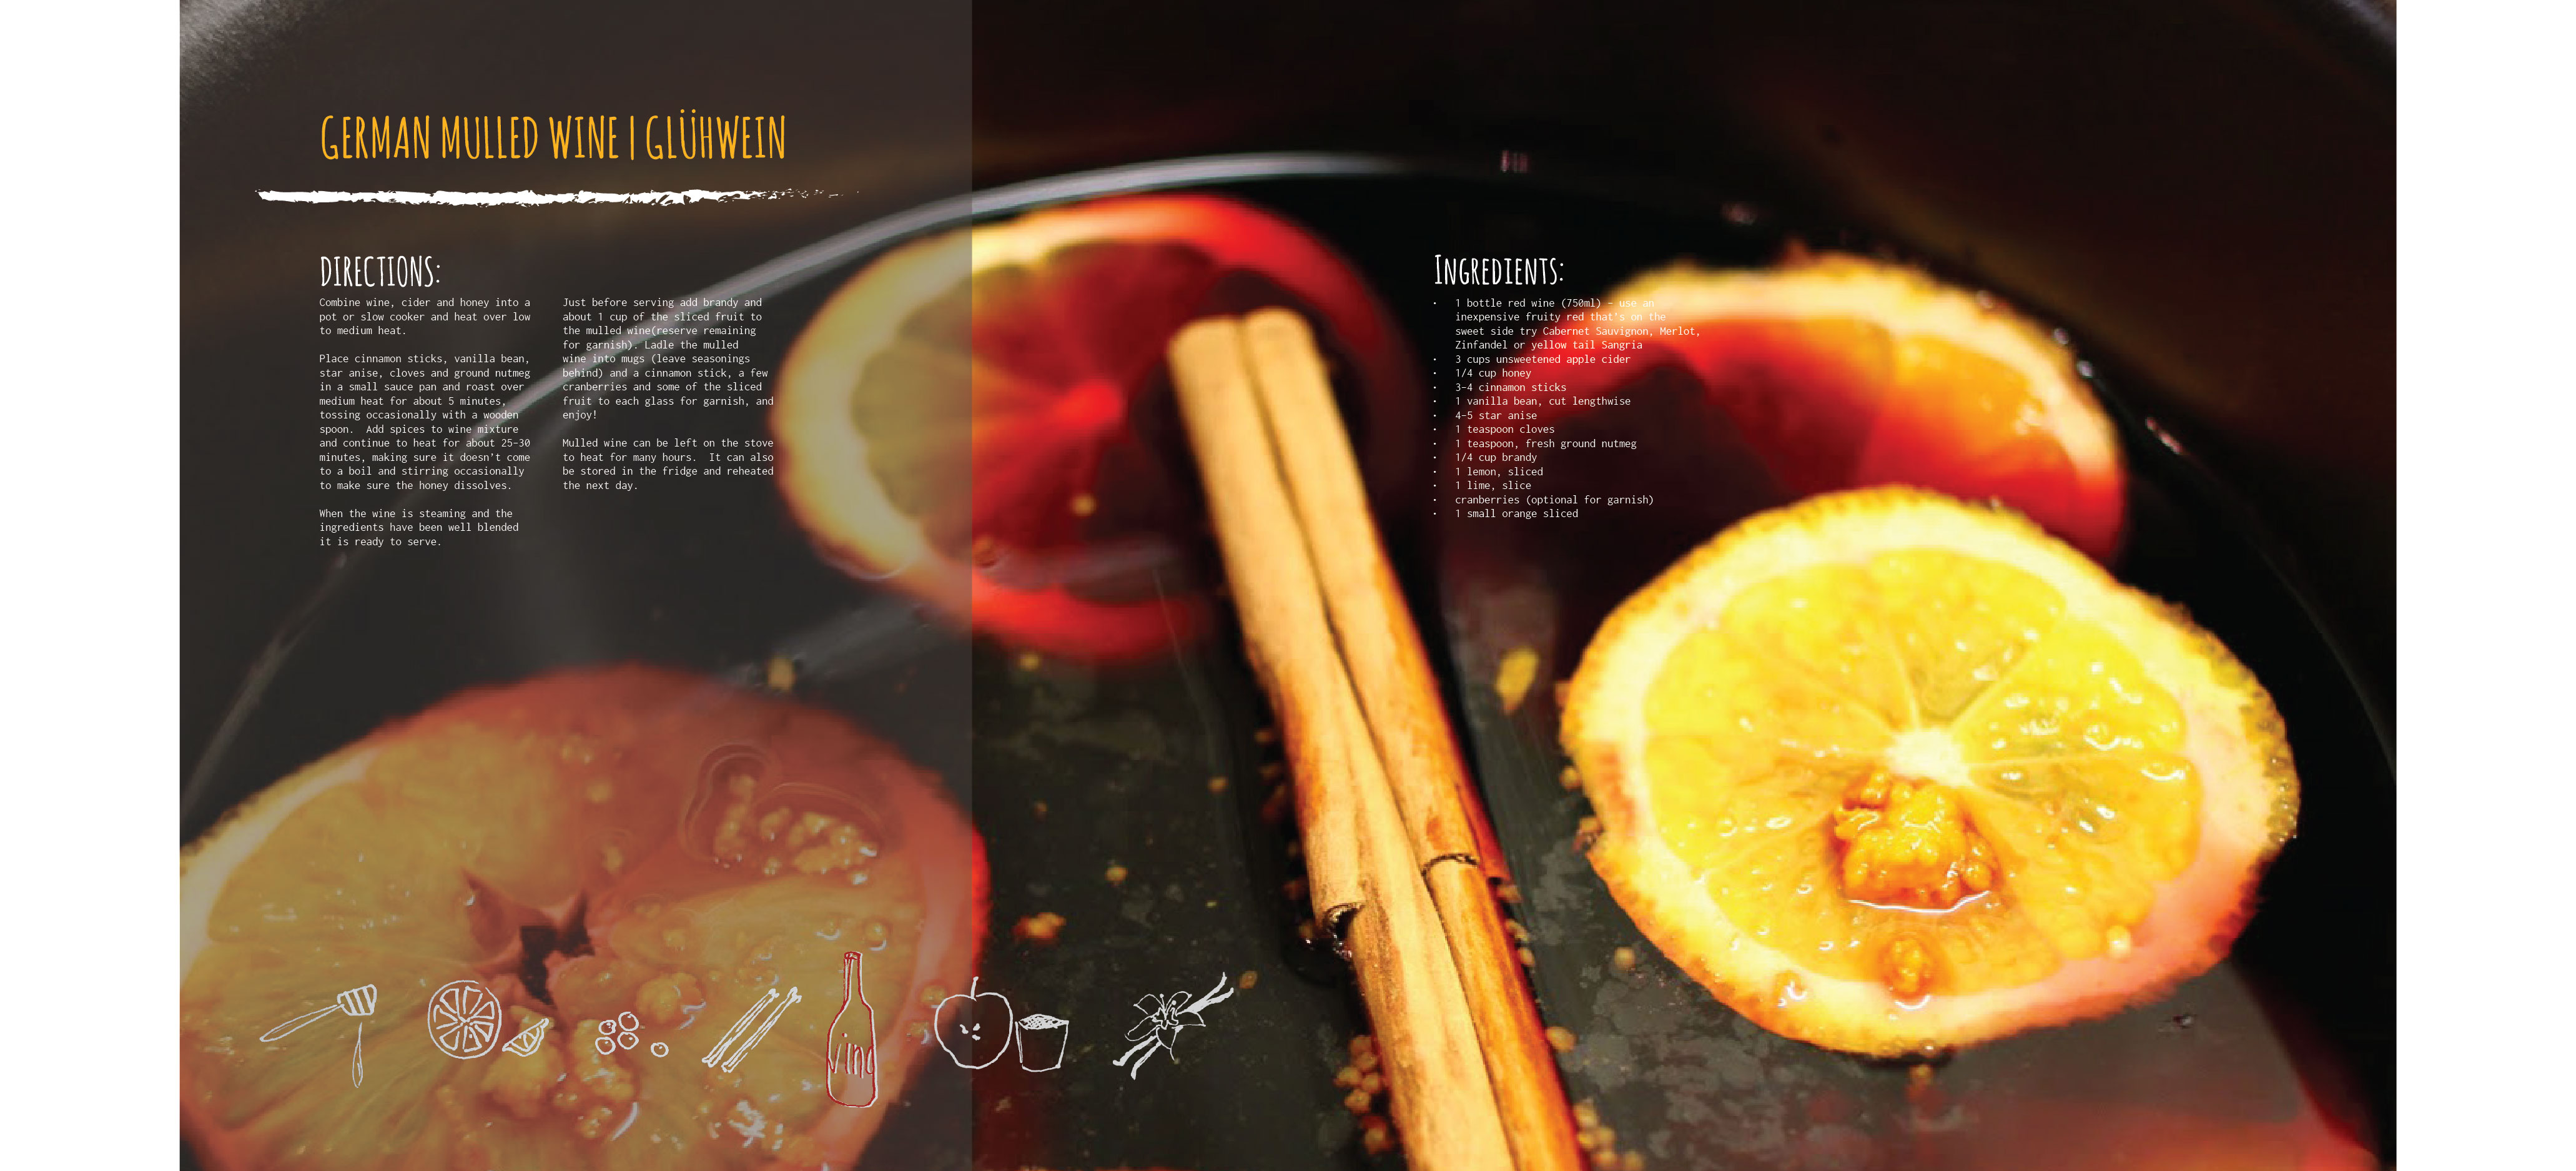 GERMAN MULLED WINE | GLÜHWEIN
DIRECTIONS:
Combine wine, cider and honey into a
pot or slow cooker and heat over low
to medium heat.
Place cinnamon sticks, vanilla bean,
star anise, cloves and ground nutmeg
in a small sauce pan and roast over
medium heat for about 5 minutes,
tossing occasionally with a wooden
spoon.  Add spices to wine mixture
and continue to heat for about 25-30
minutes, making sure it doesn't come
to a boil and stirring occasionally
to make sure the honey dissolves.
When the wine is steaming and the
ingredients have been well blended
it is ready to serve.
Just before serving add brandy and
about 1 cup of the sliced fruit to
the mulled wine(reserve remaining
for garnish). Ladle the mulled
wine into mugs (leave seasonings
behind) and a cinnamon stick, a few
cranberries and some of the sliced
fruit to each glass for garnish, and
enjoy!
Mulled wine can be left on the stove
to heat for many hours.  It can also
be stored in the fridge and reheated
the next day.
INGREDIENTS:
• 1 bottle red wine (750ml) – use an
inexpensive fruity red that's on the
sweet side try Cabernet Sauvignon, Merlot,
Zinfandel or yellow tail Sangria
• 3 cups unsweetened apple cider
• 1/4 cup honey
• 3-4 cinnamon sticks
• 1 vanilla bean, cut lengthwise
• 4-5 star anise
• 1 teaspoon cloves
• 1 teaspoon, fresh ground nutmeg
• 1/4 cup brandy
• 1 lemon, sliced
• 1 lime, slice
• cranberries (optional for garnish)
• 1 small orange sliced
vino